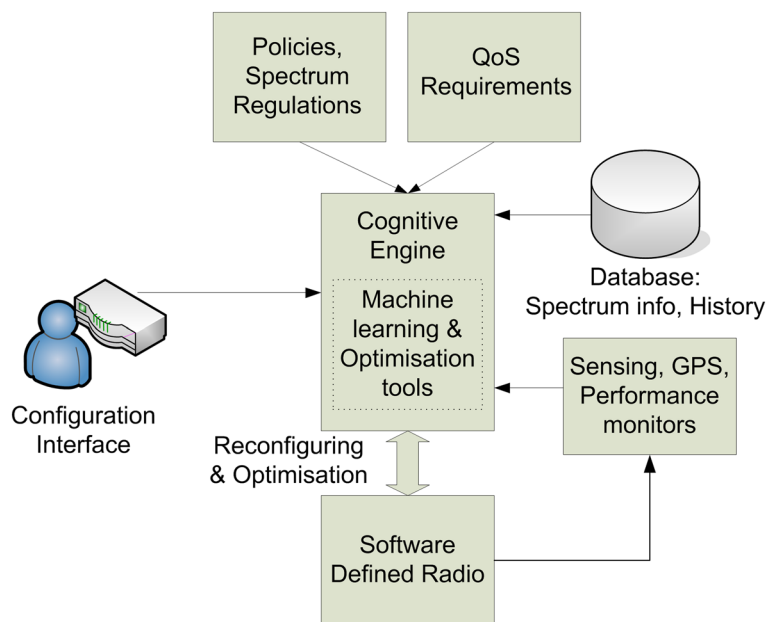 Policies,
Spectrum
Regulations
QoS
Requirements
Cognitive
Engine
Machine
learning &
Optimisation
tools
Database:
Spectrum info, History
Configuration
Interface
Sensing, GPS,
Performance
monitors
Reconfiguring
& Optimisation
Software
Defined Radio